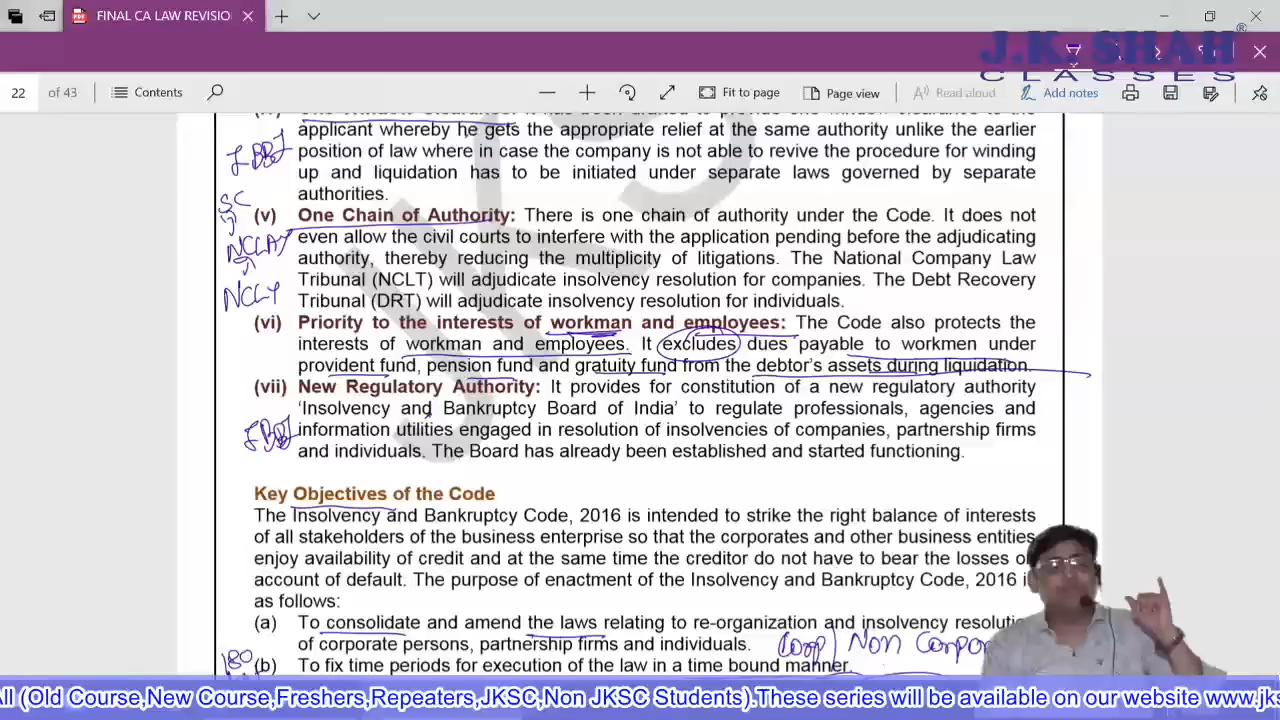 FINAL CA LAW REVISIO
J.K. SHAH ®
CLASSES
22 of 43 Contents Fit to page Page view Read aloud Add notes
applicant whereby he gets the appropriate relief at the same authority unlike the earlier
IBBI
position of law where in case the company is not able to revive the procedure for winding
up and liquidation has to be initiated under separate laws governed by separate
authorities.
SC
(v) One Chain of Authority: There is one chain of authority under the Code. It does not
NCLAT
even allow the civil courts to interfere with the application pending before the adjudicating
authority, thereby reducing the multiplicity of litigations. The National Company Law
Tribunal (NCLT) will adjudicate insolvency resolution for companies. The Debt Recovery
NCLT
Tribunal (DRT) will adjudicate insolvency resolution for individuals.
(vi) Priority to the interests of workman and employees: The Code also protects the
interests of workman and employees. It excludes dues payable to workmen under
provident fund, pension fund and gratuity fund from the debtor's assets during liquidation.
(vii) New Regulatory Authority: It provides for constitution of a new regulatory authority
'Insolvency and Bankruptcy Board of India' to regulate professionals, agencies and
IBBI
information utilities engaged in resolution of insolvencies of companies, partnership firms
and individuals. The Board has already been established and started functioning.
Key Objectives of the Code
The Insolvency and Bankruptcy Code, 2016 is intended to strike the right balance of interests
of all stakeholders of the business enterprise so that the corporates and other business entities
enjoy availability of credit and at the same time the creditor do not have to bear the losses o
account of default. The purpose of enactment of the Insolvency and Bankruptcy Code, 2016 i
as follows:
(a) To consolidate and amend the laws relating to re-organization and insolvency resoluti
of corporate persons, partnership firms and individuals.
Corp / Non Corpo
180
(b) To fix time periods for execution of the law in a time bound manner.
All (Old Course,New Course,Freshers,Repeaters,JKSC,Non JKSC Students).These series will be available on our website www.jks